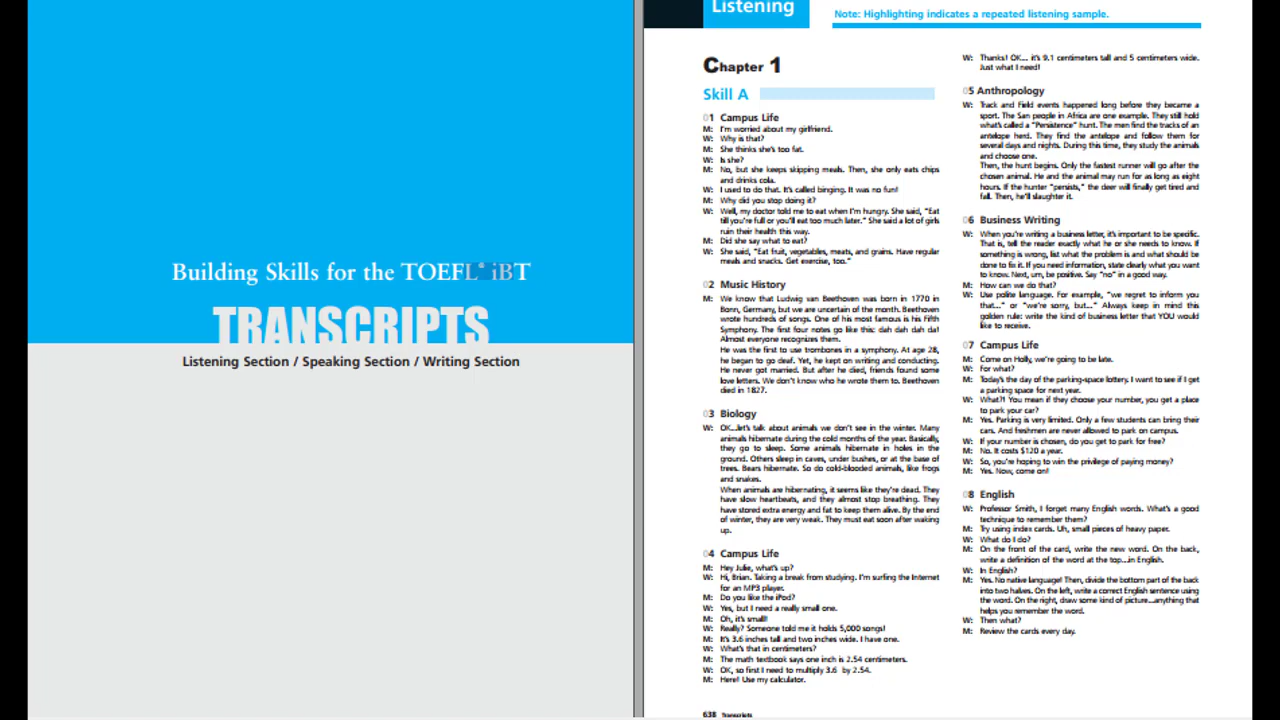 Building Skills for the TOEFL® iBT
TRANSCRIPTS
Listening Section / Speaking Section / Writing Section
Listening
Note: Highlighting indicates a repeated listening sample.
Chapter 1
Skill A
01 Campus Life
M: I'm worried about my girlfriend.
W: Why is that?
M: She thinks she's too fat.
W: Is she?
M: No, but she keeps skipping meals. Then, she only eats chips
and drinks cola.
W: I used to do that. It's called binging. It was no fun!
M: Why did you stop doing it?
W: Well, my doctor told me to eat when I'm hungry. She said, "Eat
till you're full or you'll eat too much later." She said a lot of girls
ruin their health this way.
M: Did she say what to eat?
W: She said, "Eat fruit, vegetables, meats, and grains. Have regular
meals and snacks. Get exercise, too."
02 Music History
M: We know that Ludwig van Beethoven was born in 1770 in
Bonn, Germany, but we are uncertain of the month. Beethoven
wrote hundreds of songs. One of his most famous is his Fifth
Symphony. The first four notes go like this: dah dah dah da!
Almost everyone recognizes them.
He was the first to use trombones in a symphony. At age 28,
he began to go deaf. Yet, he kept on writing and conducting.
He never got married. But after he died, friends found some
love letters. We don't know who he wrote them to. Beethoven
died in 1827.
03 Biology
W: OK...let's talk about animals we don't see in the winter. Many
animals hibernate during the cold months of the year. Basically,
they go to sleep. Some animals hibernate in holes in the
ground. Others sleep in caves, under bushes, or at the base of
trees. Bears hibernate. So do cold-blooded animals, like frogs
and snakes.
When animals are hibernating, it seems like they're dead. They
have slow heartbeats, and they almost stop breathing. They
have stored extra energy and fat to keep them alive. By the end
of winter, they are very weak. They must eat soon after waking
up.
04 Campus Life
M: Hey Julie, what's up?
W: Hi, Brian. Taking a break from studying. I'm surfing the Internet
for an MP3 player.
M: Do you like the iPod?
W: Yes, but I need a really small one.
M: Oh, it's small!
W: Really? Someone told me it holds 5,000 songs!
M: It's 3.6 inches tall and two inches wide. I have one.
W: What's that in centimeters?
M: The math textbook says one inch is 2.54 centimeters.
W: OK, so first I need to multiply 3.6 by 2.54.
M: Here! Use my calculator.
638 Transcripts
W: Thanks! OK... it's 9.1 centimeters tall and 5 centimeters wide.
Just what I need!
05 Anthropology
W: Track and Field events happened long before they became a
sport. The San people in Africa are one example. They still hold
what's called a "Persistence" hunt. The men find the tracks of an
antelope herd. They find the antelope and follow them for
several days and nights. During this time, they study the animals
and choose one.
Then, the hunt begins. Only the fastest runner will go after the
chosen animal. He and the animal may run for as long as eight
hours. If the hunter "persists," the deer will finally get tired and
fall. Then, he'll slaughter it.
06 Business Writing
W: When you're writing a business letter, it's important to be specific.
That is, tell the reader exactly what he or she needs to know. If
something is wrong, list what the problem is and what should be
done to fix it. If you need information, state clearly what you want
to know. Next, um, be positive. Say "no" in a good way.
M: How can we do that?
W: Use polite language. For example, "we regret to inform you
that..." or "we're sorry, but..." Always keep in mind this
golden rule: write the kind of business letter that YOU would
like to receive.
07 Campus Life
M: Come on Holly, we're going to be late.
W: For what?
M: Today's the day of the parking-space lottery. I want to see if I get
a parking space for next year.
W: What?! You mean if they choose your number, you get a place
to park your car?
M: Yes. Parking is very limited. Only a few students can bring their
cars. And freshmen are never allowed to park on campus.
W: If your number is chosen, do you get to park for free?
M: No. It costs $120 a year.
W: So, you're hoping to win the privilege of paying money?
M: Yes. Now, come on!
08 English
W: Professor Smith, I forget many English words. What's a good
technique to remember them?
M: Try using index cards. Uh, small pieces of heavy paper.
W: What do I do?
M: On the front of the card, write the new word. On the back,
write a definition of the word at the top...in English.
W: In English?
M: Yes. No native language! Then, divide the bottom part of the back
into two halves. On the left, write a correct English sentence using
the word. On the right, draw some kind of picture...anything that
helps you remember the word.
W: Then what?
M: Review the cards every day.